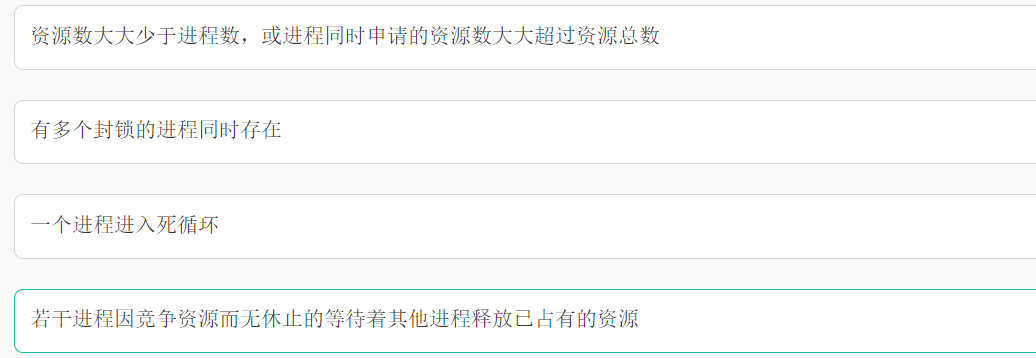 资源数大大少于进程数，或进程同时申请的资源数大大超过资源总数
有多个封锁的进程同时存在
一个进程进入死循环
若干进程因竞争资源而无休止的等待着其他进程释放已占有的资源